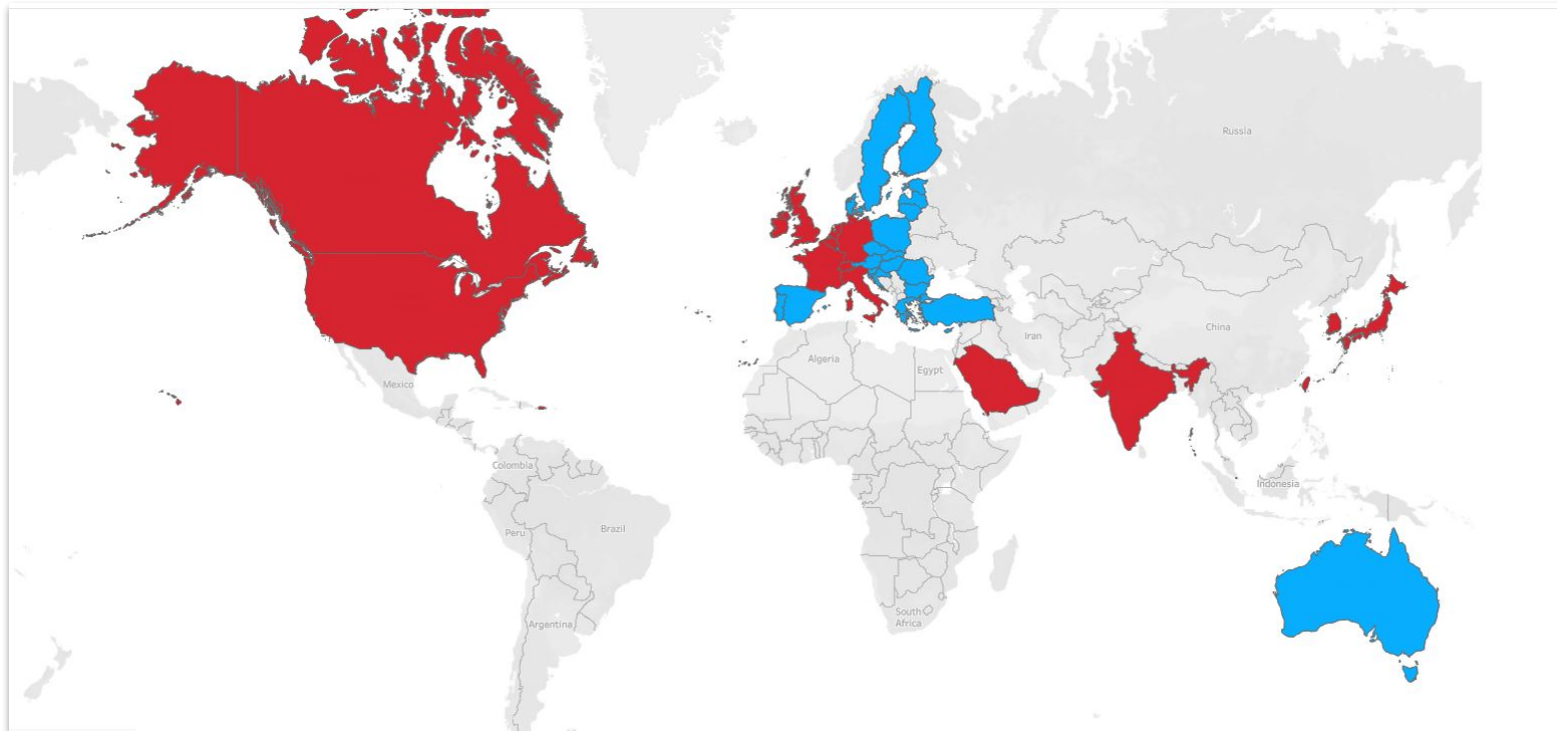 Russia
China
Iran
Algeria
Egypt
Mexico
Colombia
Indonesia
Brazil
Peru
South
Africa
Argentina